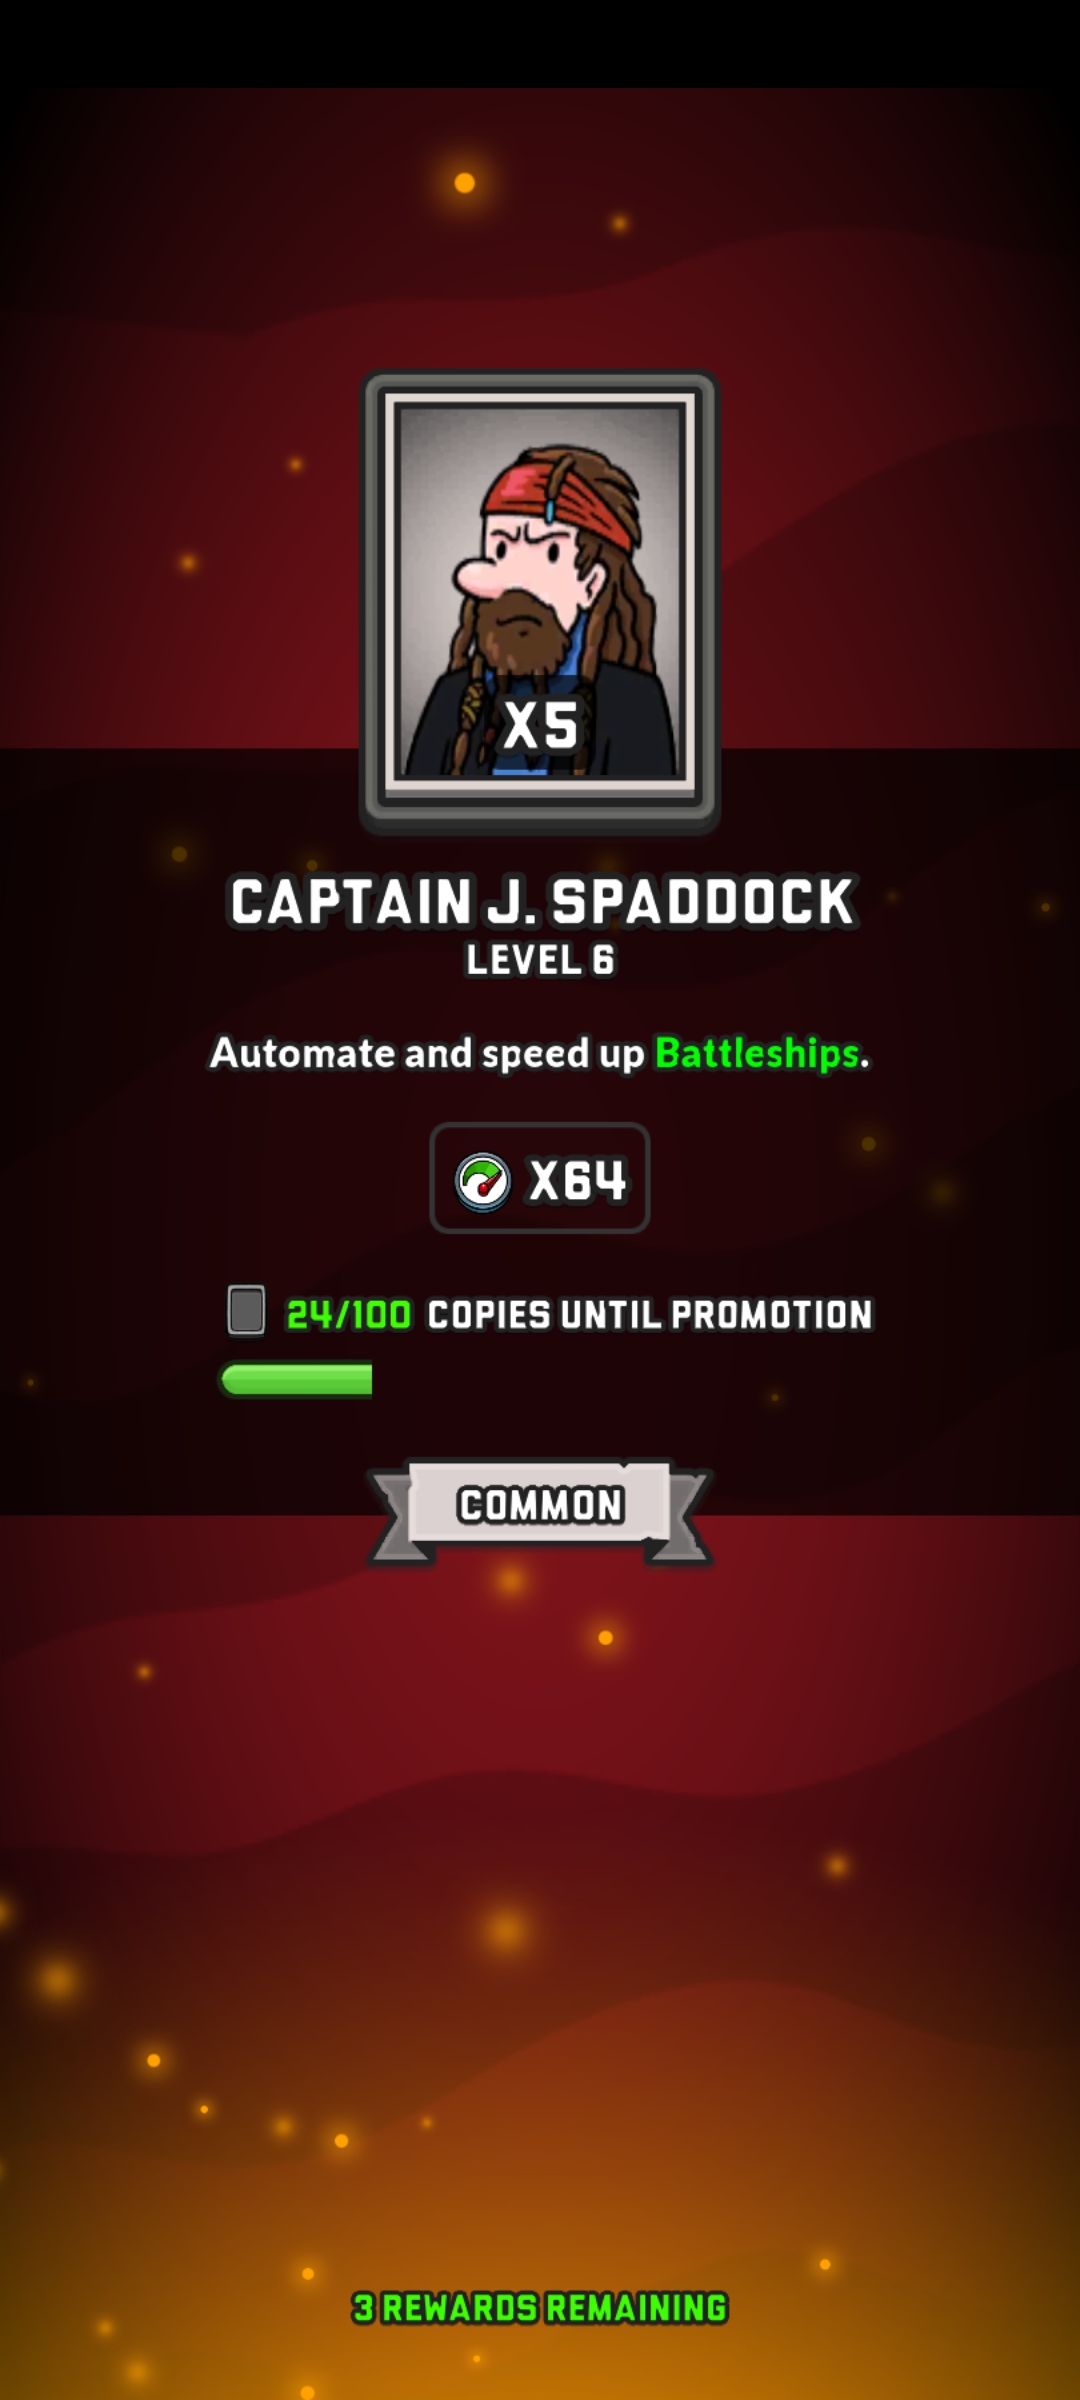 X5
CAPTAIN J. SPADDOCK
LEVEL 6
Automate and speed up Battleships.
X64
24/100 COPIES UNTIL PROMOTION
COMMON
3 REWARDS REMAINING